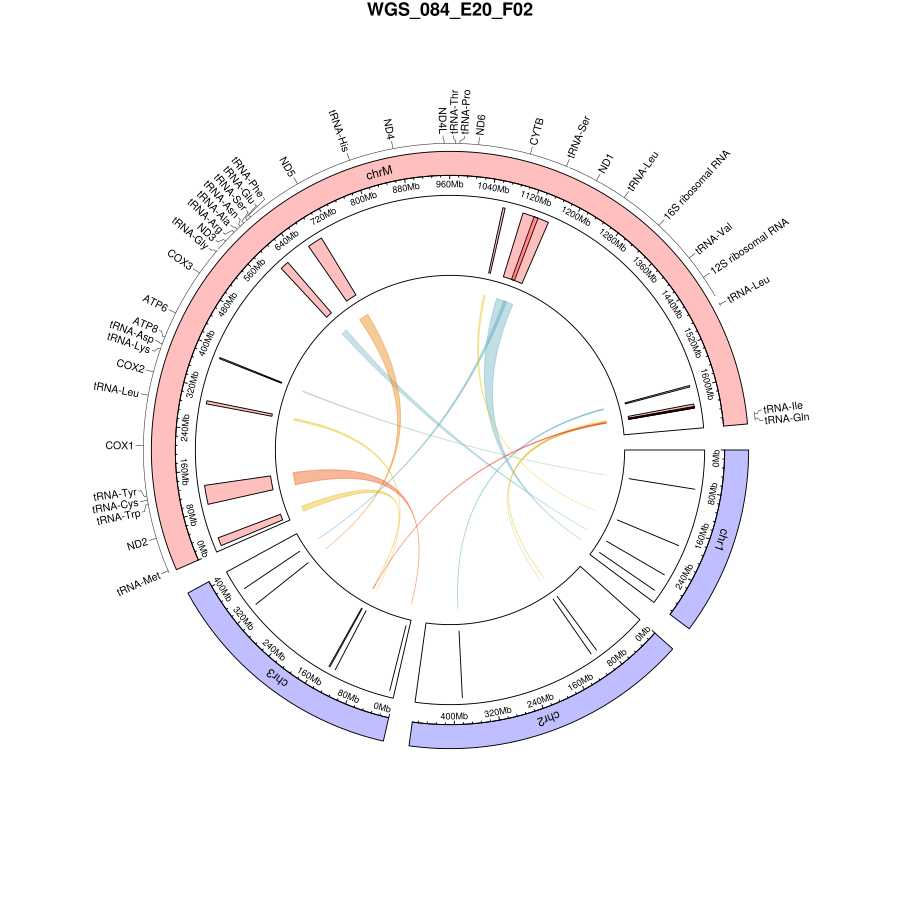 WGS_084_E20_F02
tRNA-Met
ND2
tRNA-Trp
tRNA-Cys
tRNA-Tyr
COX1
tRNA-Leu
COX2
tRNA-Lys
tRNA-Asp
ATP8
ATP6
COX3
tRNA-Gly
ND3
tRNA-Arg
tRNA-Ala
tRNA-Asn
tRNA-Ser
tRNA-Glu
tRNA-Phe
ND5
tRNA-His
ND4
ND4L
tRNA-Thr
tRNA-Pro
ND6
CYTB
tRNA-Ser
ND1
tRNA-Leu
16S ribosomal RNA
tRNA-Val
12S ribosomal RNA
tRNA-Leu
tRNA-Ile
tRNA-Gln
chrM
0Mb
80Mb
160Mb
240Mb
320Mb
400Mb
480Mb
560Mb
640Mb
720Mb
800Mb
880Mb
960Mb
1040Mb
1120Mb
1200Mb
1280Mb
1360Mb
1440Mb
1520Mb
1600Mb
chr1
0Mb
80Mb
160Mb
240Mb
chr2
0Mb
80Mb
160Mb
240Mb
320Mb
400Mb
chr3
0Mb
80Mb
160Mb
240Mb
320Mb
400Mb